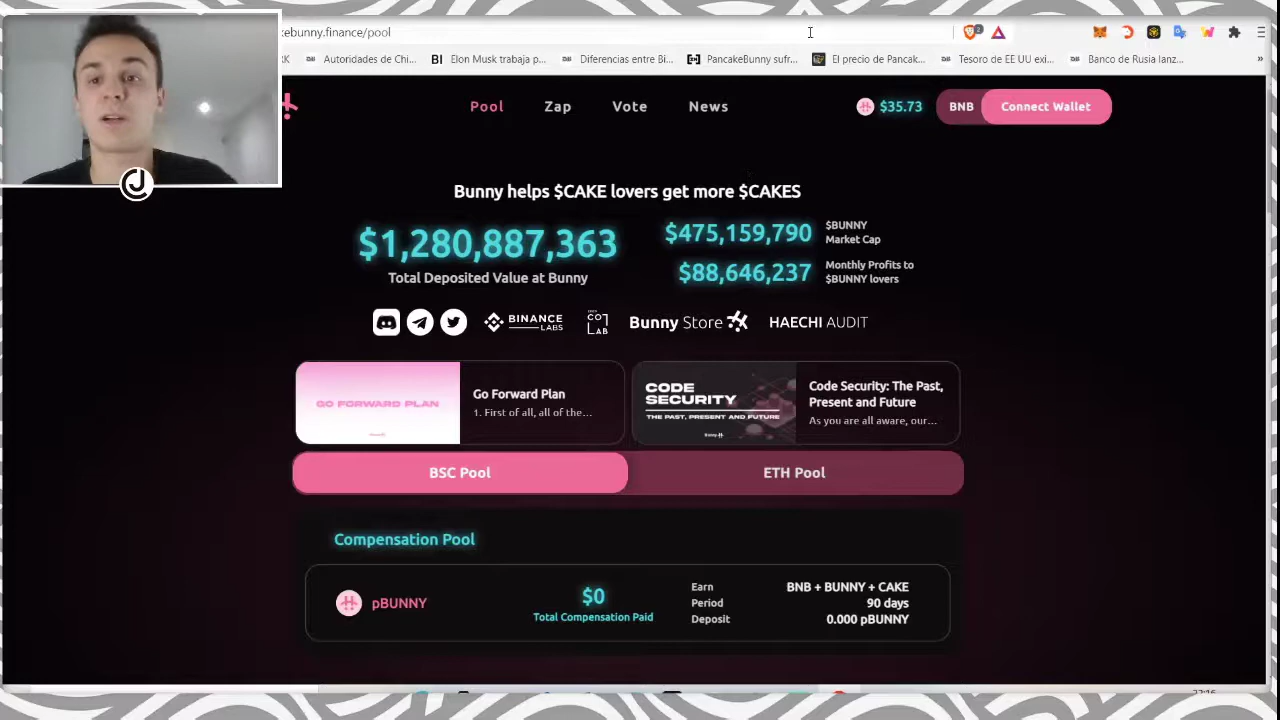 cebunny.finance/pool
2
Autoridades de Chi...
BI Elon Musk trabaja p...
Diferencias entre Bi...
PancakeBunny sufr...
El precio de Pancak...
Tesoro de EE UU exi...
Banco de Rusia lanz...
»
Pool
Zap
Vote
News
$35.73
BNB
Connect Wallet
Bunny helps $CAKE lovers get more $CAKES
$1,280,887,363
Total Deposited Value at Bunny
$475,159,790
$BUNNY
Market Cap
$88,646,237
Monthly Profits to
$BUNNY lovers
BINANCE
LABS
CO
LAB
Bunny Store
HAECHI AUDIT
GO FORWARD PLAN
Go Forward Plan
1. First of all, all of the...
CODE
SECURITY
THE PAST, PRESENT AND FUTURE
Bunny
Code Security: The Past,
Present and Future
As you are all aware, our...
BSC Pool
ETH Pool
Compensation Pool
pBUNNY
$0
Total Compensation Paid
Earn
BNB + BUNNY + CAKE
Period
90 days
Deposit
0.000 pBUNNY